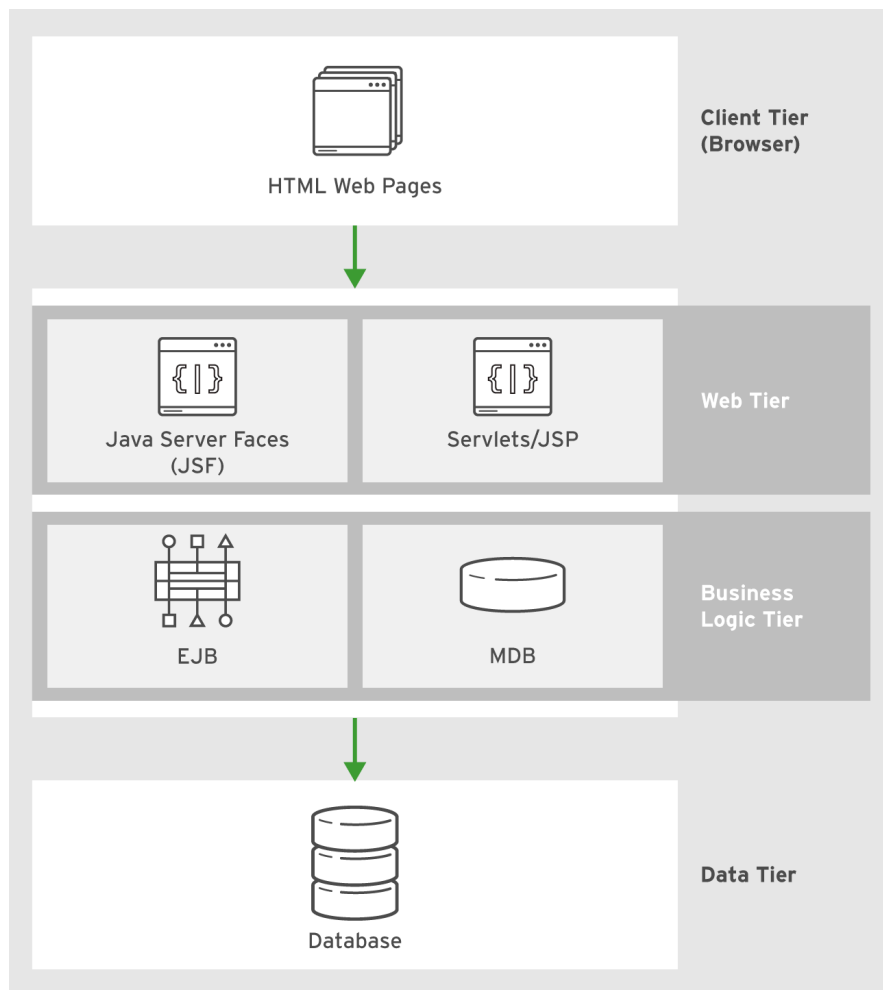 HTML Web Pages
Client Tier
(Browser)
Java Server Faces
(JSF)
Servlets/JSP
Web Tier
EJB
MDB
Business
Logic Tier
Database
Data Tier